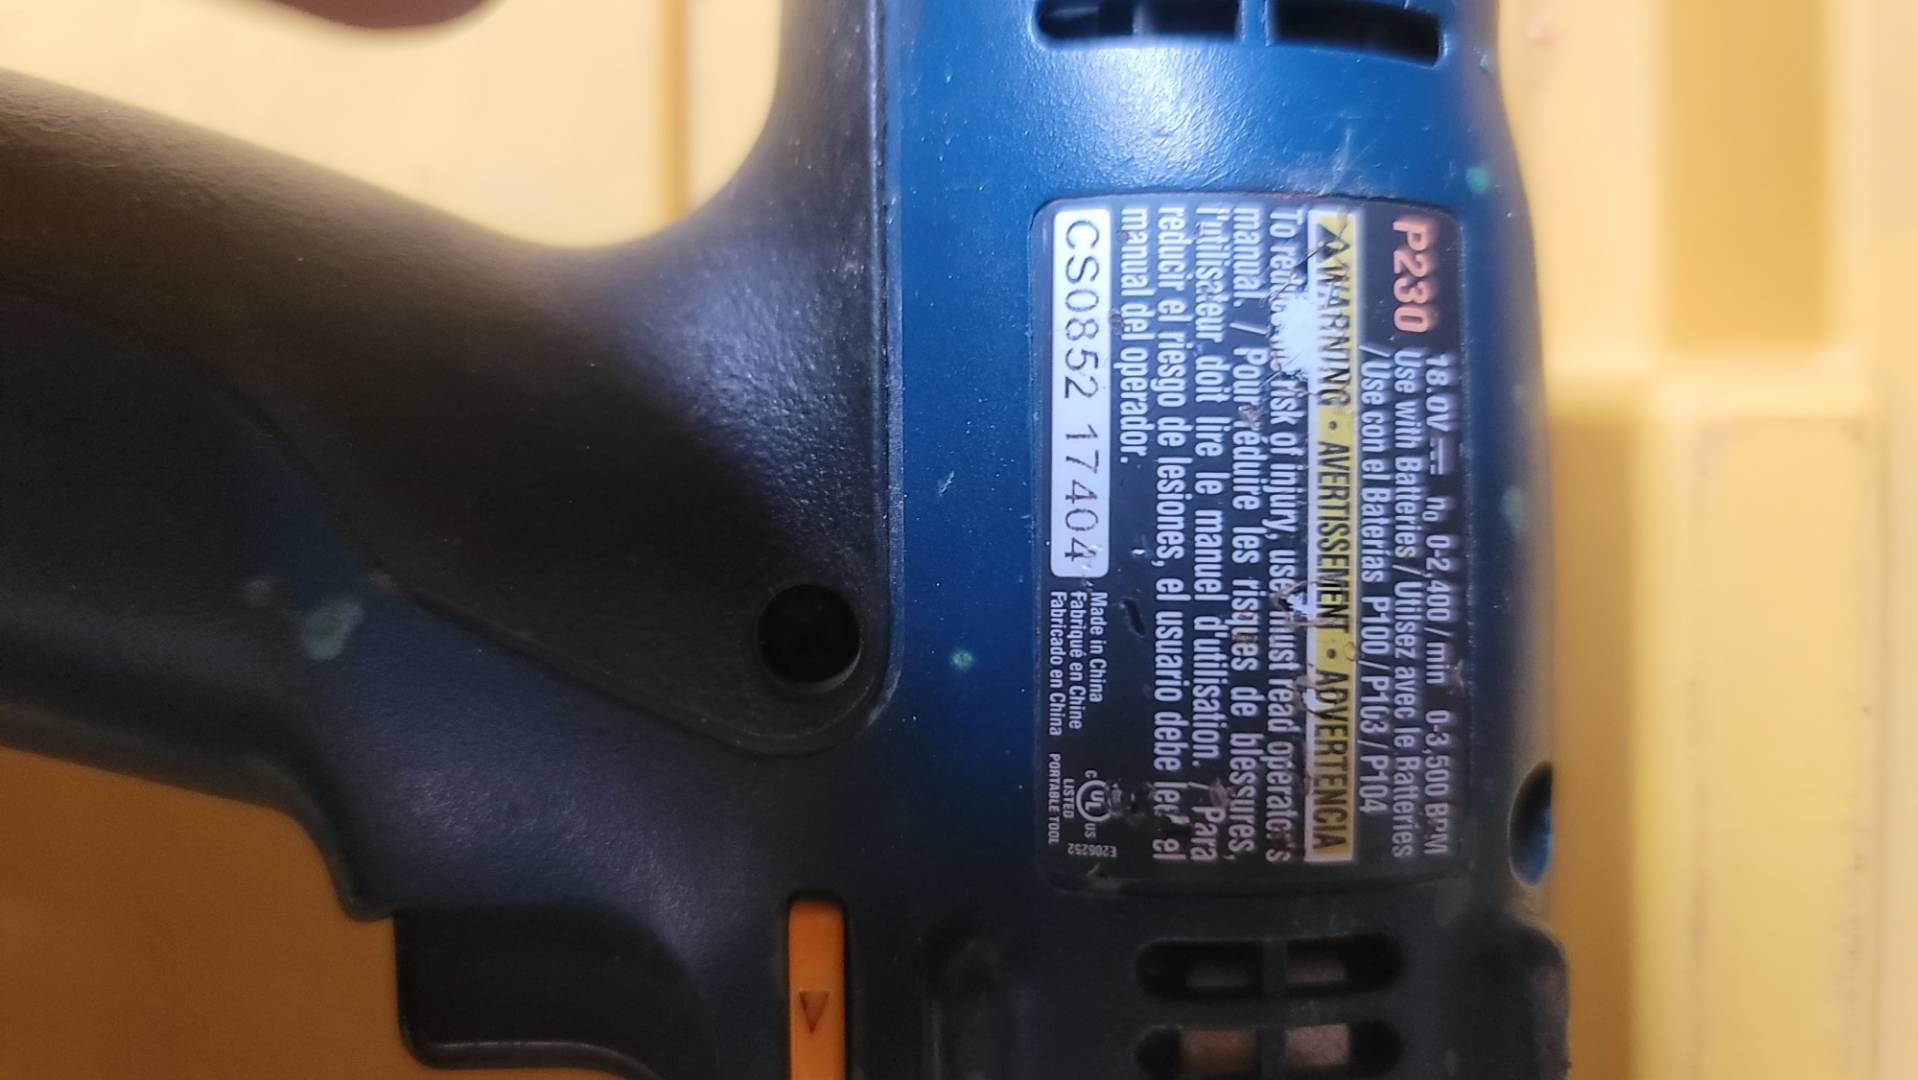 P230 18.0V⎓ n₀ 0-2,400 / min 0-3,500 BPM
Use with Batteries / Utilisez avec le Batteries
/ Use con el Baterías P100 / P103 / P104
WARNING • AVERTISSEMENT • ADVERTENCIA
To reduce the risk of injury, user must read operator's
manual. / Pour réduire les risques de blessures,
l'utilisateur doit lire le manuel d'utilisation. / Para
reducir el riesgo de lesiones, el usuario debe leer el
manual del operador.
CS0852 17404
Made in China
Fabriqué en Chine
Fabricado en China
C UL US
LISTED
PORTABLE TOOL
E206252